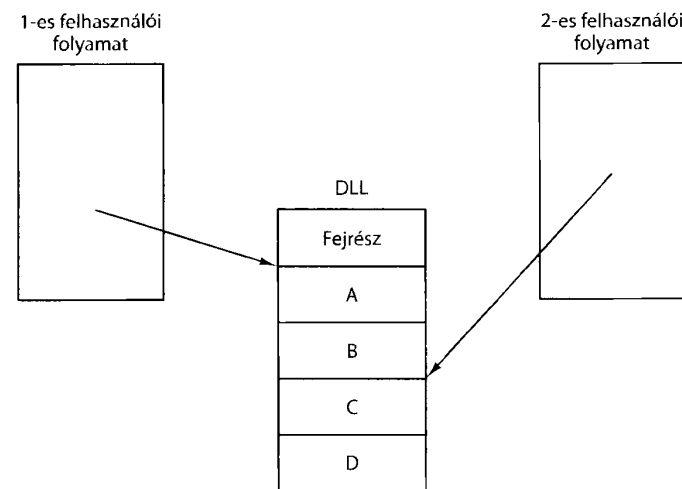 1-es felhasználói
folyamat
2-es felhasználói
folyamat
DLL
Fejrész
A
B
C
D